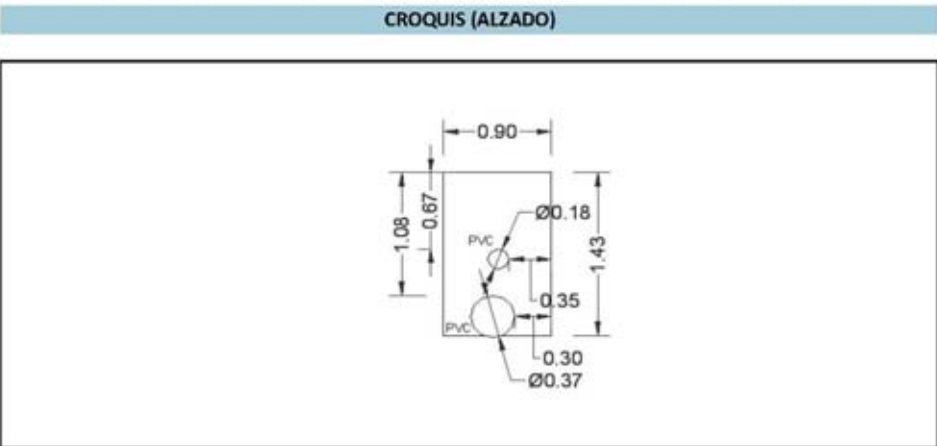 CROQUIS (ALZADO)
0.90
0.67
1.08
Ø0.18
PVC
1.43
0.35
PVC
0.30
Ø0.37